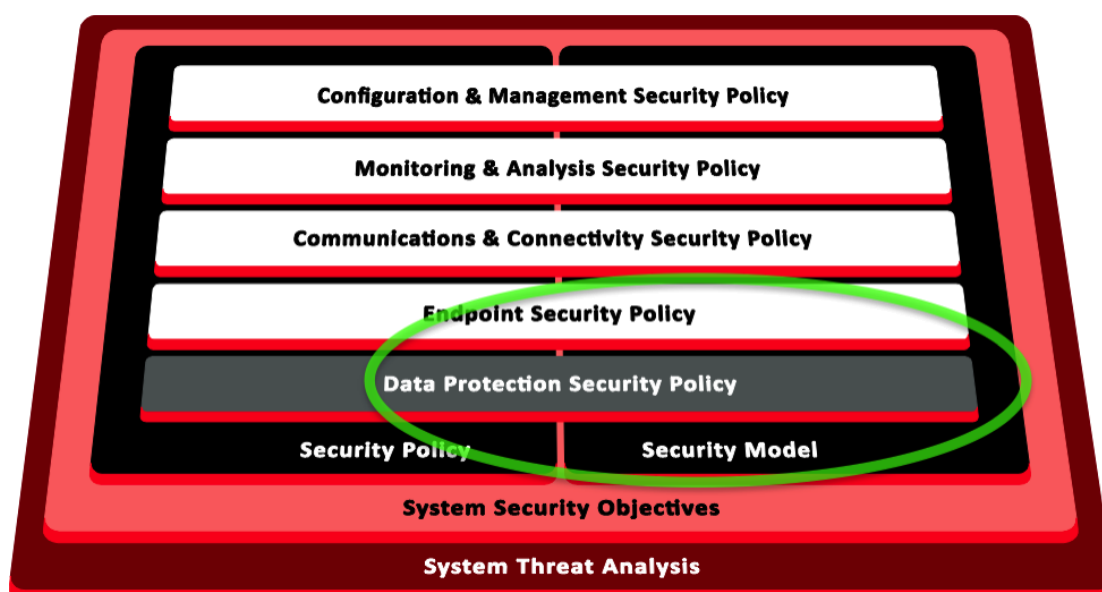 Configuration & Management Security Policy
Monitoring & Analysis Security Policy
Communications & Connectivity Security Policy
Endpoint Security Policy
Data Protection Security Policy
Security Policy
Security Model
System Security Objectives
System Threat Analysis